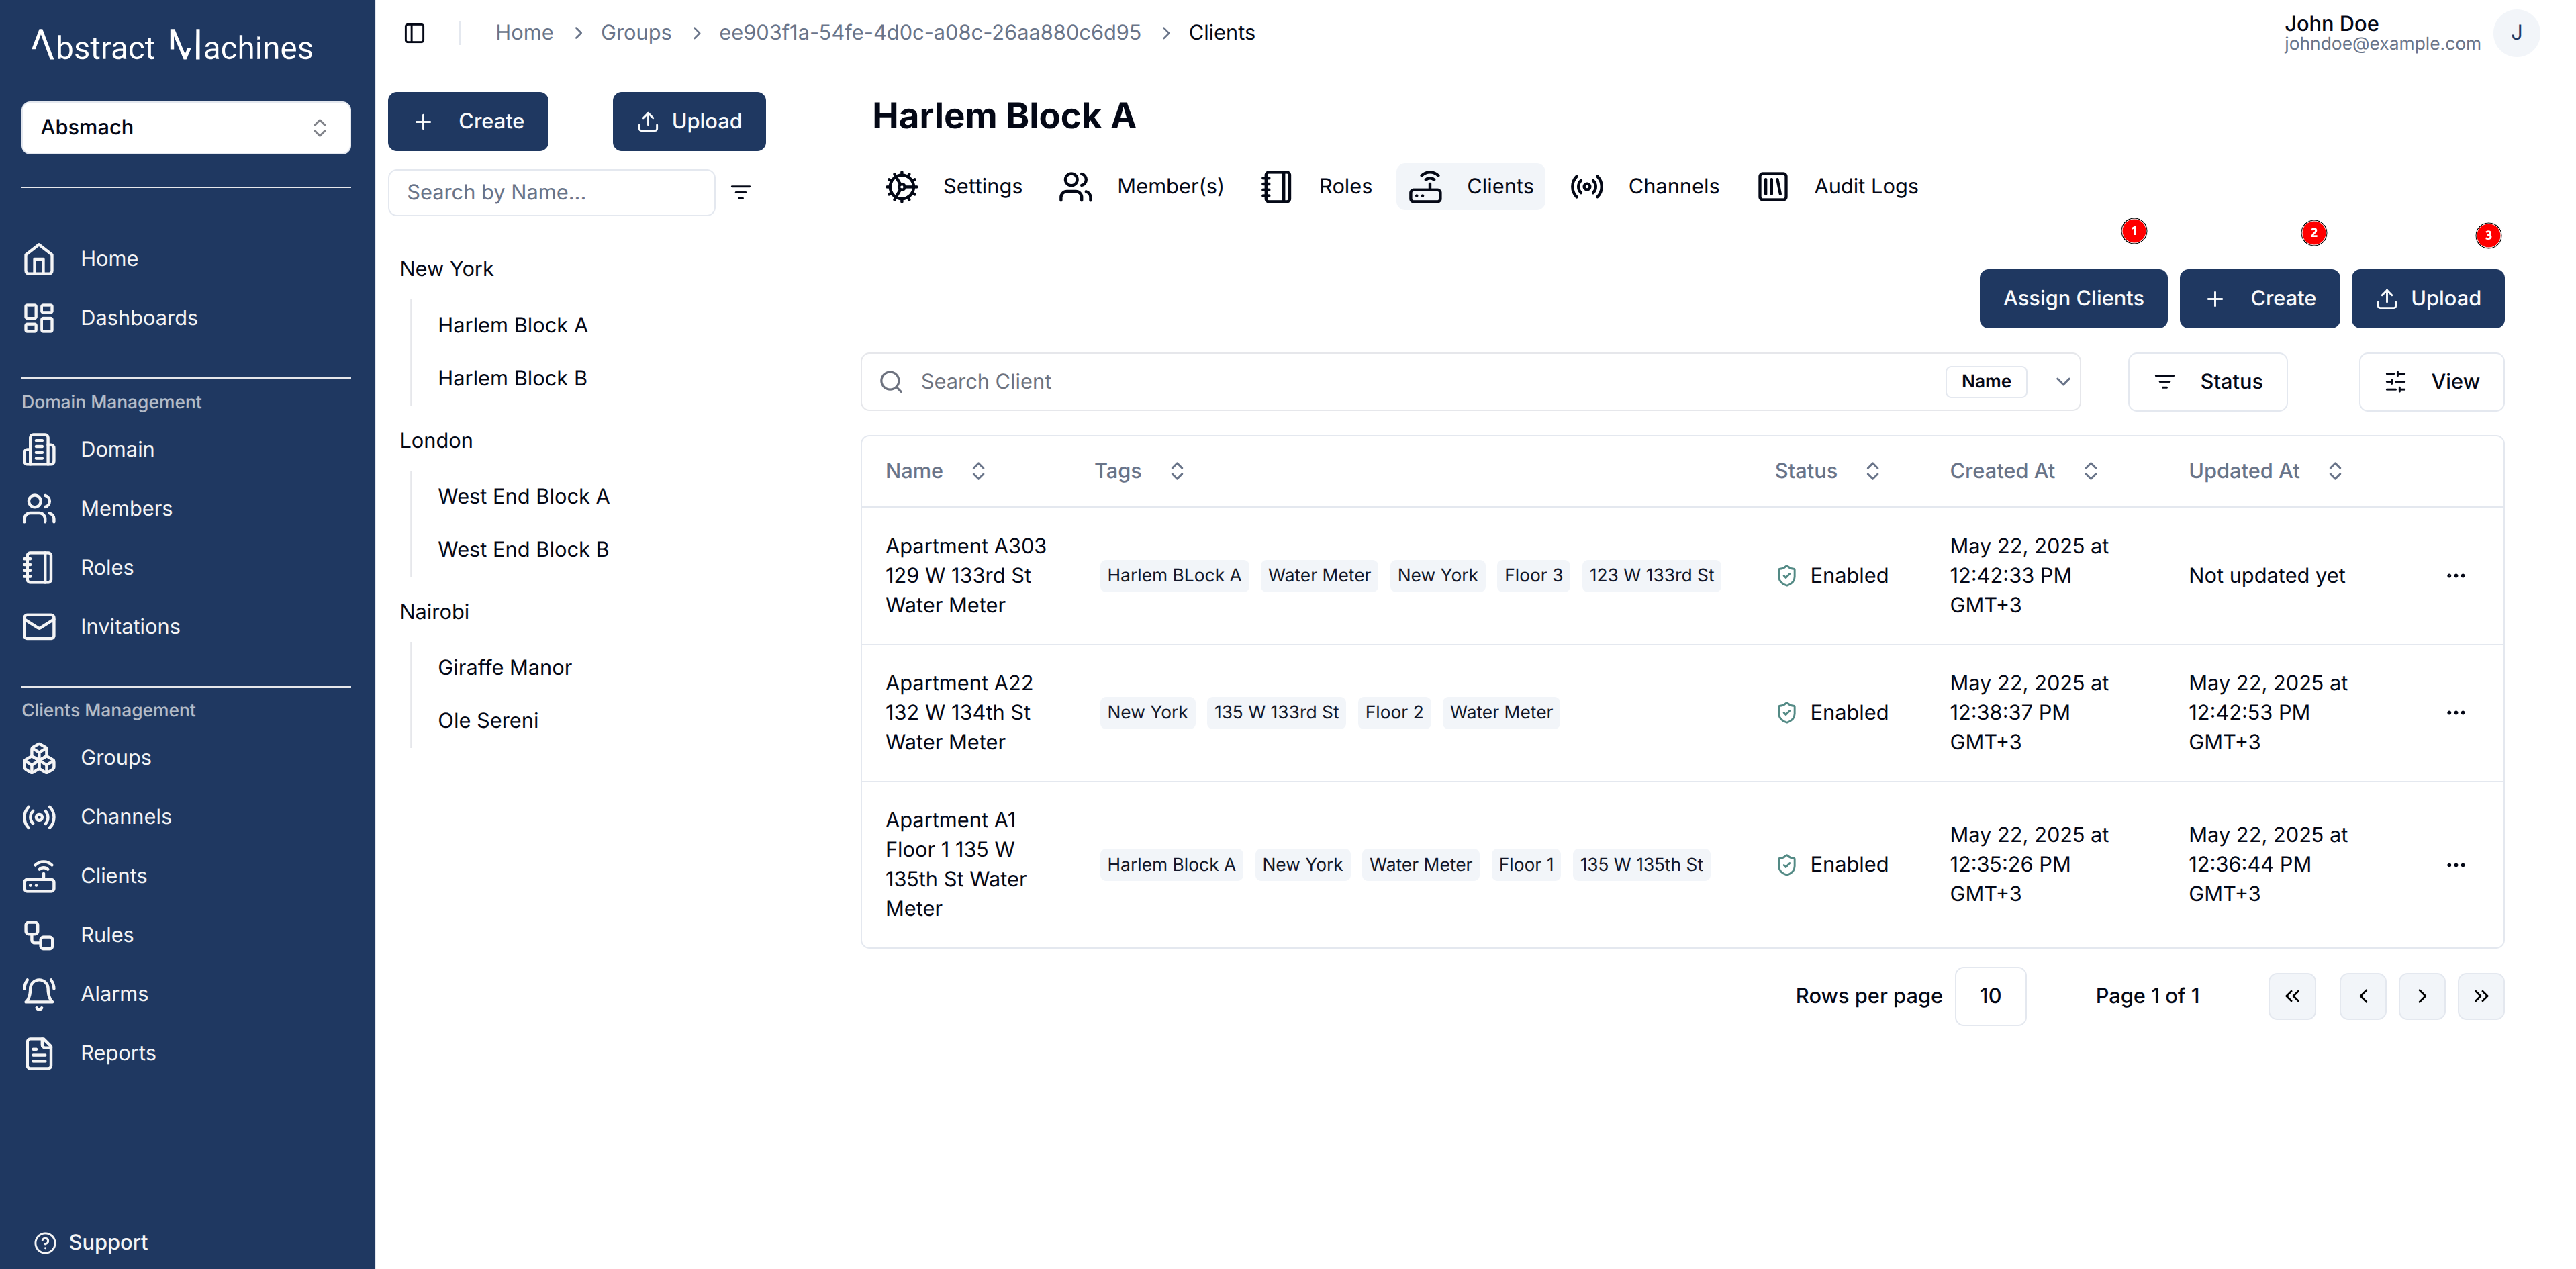 Abstract Machines
Absmach
Home
Dashboards
Domain Management
Domain
Members
Roles
Invitations
Clients Management
Groups
Channels
Clients
Rules
Alarms
Reports
Support
Home > Groups > ee903f1a-54fe-4d0c-a08c-26aa880c6d95 > Clients
John Doe
johndoe@example.com
J
Create
Upload
Search by Name...
New York
Harlem Block A
Harlem Block B
London
West End Block A
West End Block B
Nairobi
Giraffe Manor
Ole Sereni
Harlem Block A
Settings Member(s) Roles Clients Channels Audit Logs
1 2 3
Assign Clients Create Upload
Search Client Name Status View
Name Tags Status Created At Updated At
Apartment A303
129 W 133rd St
Water Meter
Harlem BLock A Water Meter New York Floor 3 123 W 133rd St
Enabled
May 22, 2025 at
12:42:33 PM
GMT+3
Not updated yet
Apartment A22
132 W 134th St
Water Meter
New York 135 W 133rd St Floor 2 Water Meter
Enabled
May 22, 2025 at
12:38:37 PM
GMT+3
May 22, 2025 at
12:42:53 PM
GMT+3
Apartment A1
Floor 1 135 W
135th St Water
Meter
Harlem Block A New York Water Meter Floor 1 135 W 135th St
Enabled
May 22, 2025 at
12:35:26 PM
GMT+3
May 22, 2025 at
12:36:44 PM
GMT+3
Rows per page 10 Page 1 of 1